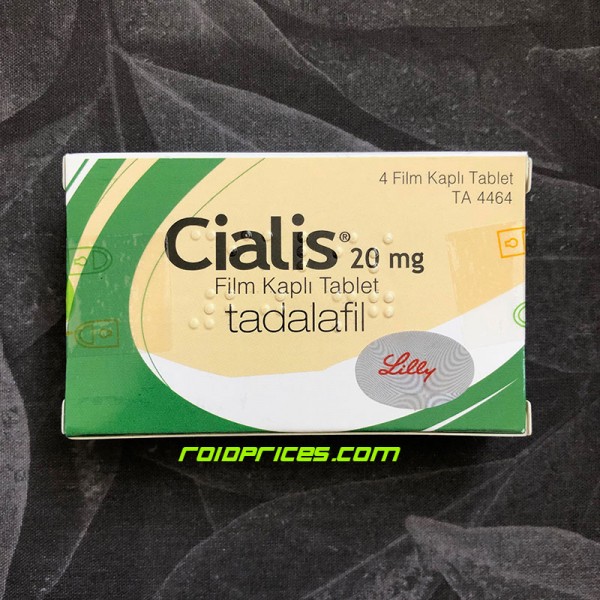 4 Film Kaplı Tablet
TA 4464
Cialis® 20 mg
Film Kaplı Tablet
tadalafil
Lilly
roidprices.com